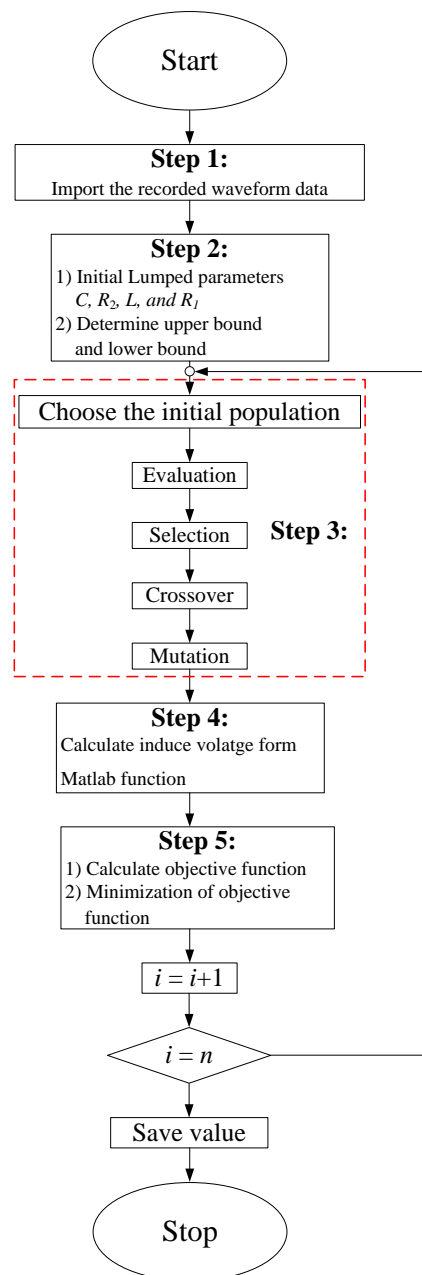 Start
Step 1:
Import the recorded waveform data
Step 2:
1) Initial Lumped parameters
C, R2, L, and R1
2) Determine upper bound
and lower bound
Choose the initial population
Evaluation
Selection
Step 3:
Crossover
Mutation
Step 4:
Calculate induce volatge form
Matlab function
Step 5:
1) Calculate objective function
2) Minimization of objective
function
i = i+1
i = n
Save value
Stop